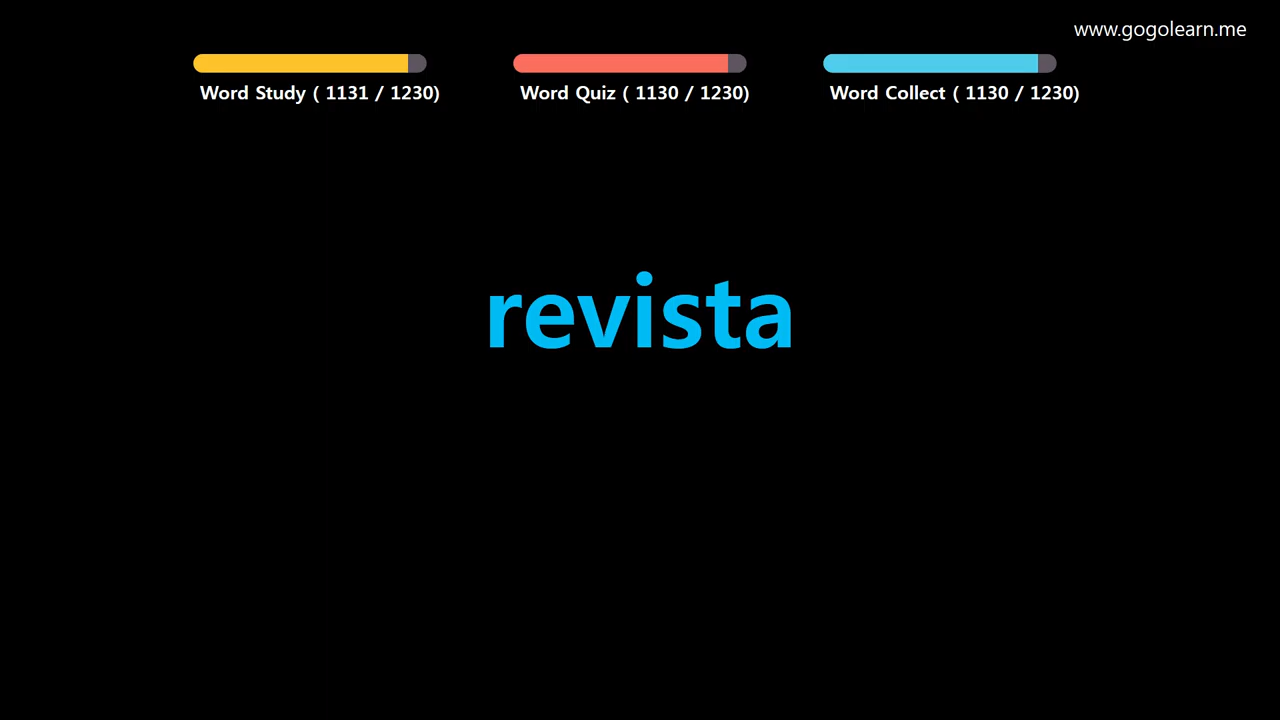 www.gogolearn.me
Word Study ( 1131 / 1230)
Word Quiz ( 1130 / 1230)
Word Collect ( 1130 / 1230)
revista